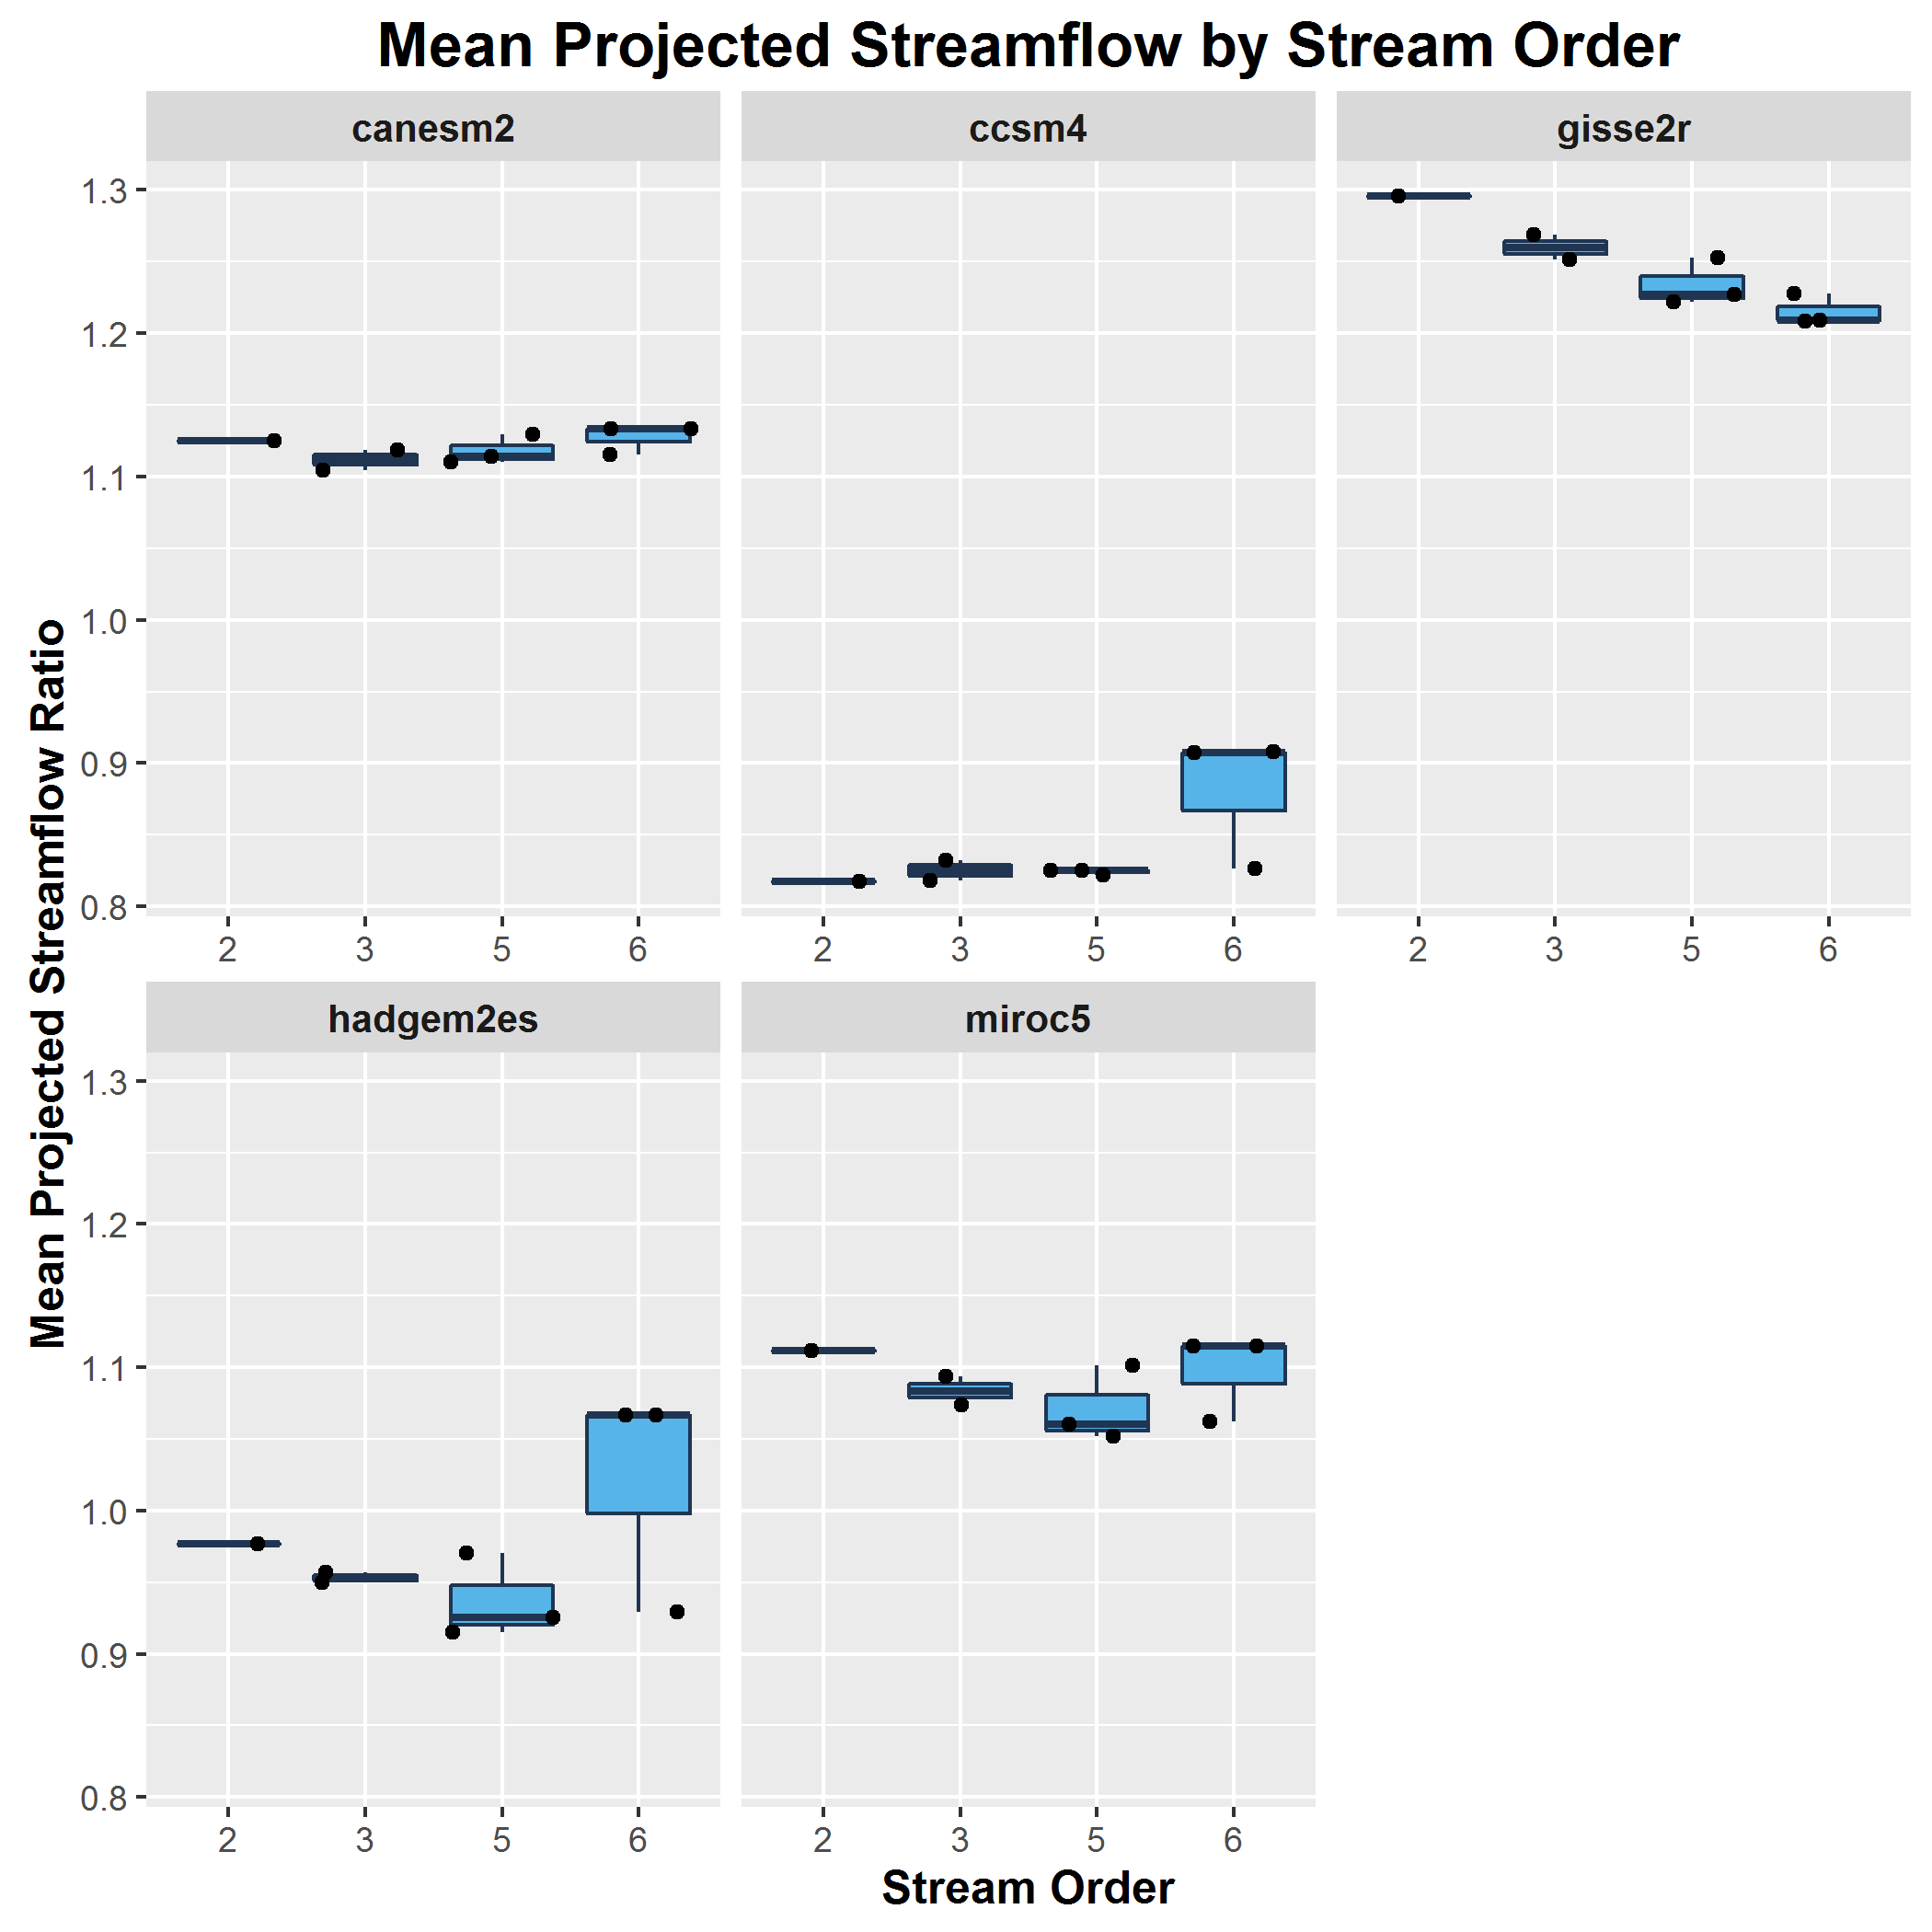 Mean Projected Streamflow by Stream Order
canesm2 ccsm4 gisse2r
1.3
1.2
1.1
1.0
0.9
0.8
2 3 5 6 2 3 5 6 2 3 5 6
Mean Projected Streamflow Ratio
hadgem2es miroc5
1.3
1.2
1.1
1.0
0.9
0.8
2 3 5 6 2 3 5 6
Stream Order